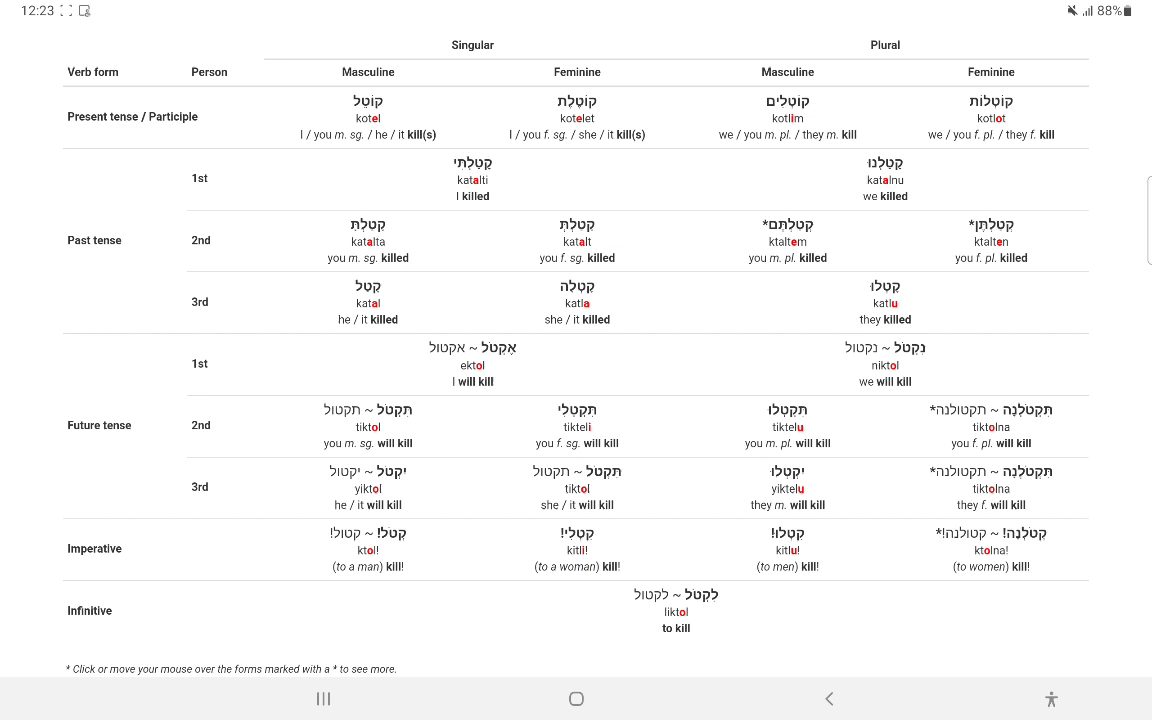 12:23 88%
Singular Plural
Verb form Person Masculine Feminine Masculine Feminine
Present tense / Participle
קוֹטֵל קוֹטֶלֶת קוֹטְלִים קוֹטְלוֹת
kotel kotelet kotlim kotlot
I / you m. sg. / he / it kill(s) I / you f. sg. / she / it kill(s) we / you m. pl. / they m. kill we / you f. pl. / they f. kill
Past tense
1st
קָטַלְתִּי קָטַלְנוּ
katalti katalnu
I killed we killed
2nd
קָטַלְתָּ קָטַלְתְּ קְטַלְתֶּם* קְטַלְתֶּן*
katalta katalt ktaltem ktalten
you m. sg. killed you f. sg. killed you m. pl. killed you f. pl. killed
3rd
קָטַל קָטְלָה קָטְלוּ
katal katla katlu
he / it killed she / it killed they killed
Future tense
1st
אֶקְטֹל ~ אקטול נִקְטֹל ~ נקטול
ektol niktol
I will kill we will kill
2nd
תִּקְטֹל ~ תקטול תִּקְטְלִי תִּקְטְלוּ תִּקְטֹלְנָה ~ תקטולנה*
tiktol tikteli tiktelu tiktolna
you m. sg. will kill you f. sg. will kill you m. pl. will kill you f. pl. will kill
3rd
יִקְטֹל ~ יקטול תִּקְטֹל ~ תקטול יִקְטְלוּ תִּקְטֹלְנָה ~ תקטולנה*
yiktol tiktol yiktelu tiktolna
he / it will kill she / it will kill they m. will kill they f. will kill
Imperative
קְטֹל! ~ קטול! קִטְלִי! קִטְלוּ! קְטֹלְנָה! ~ קטולנה!*
ktol! kitli! kitlu! ktolna!
(to a man) kill! (to a woman) kill! (to men) kill! (to women) kill!
Infinitive
לִקְטֹל ~ לקטול
liktol
to kill
* Click or move your mouse over the forms marked with a * to see more.